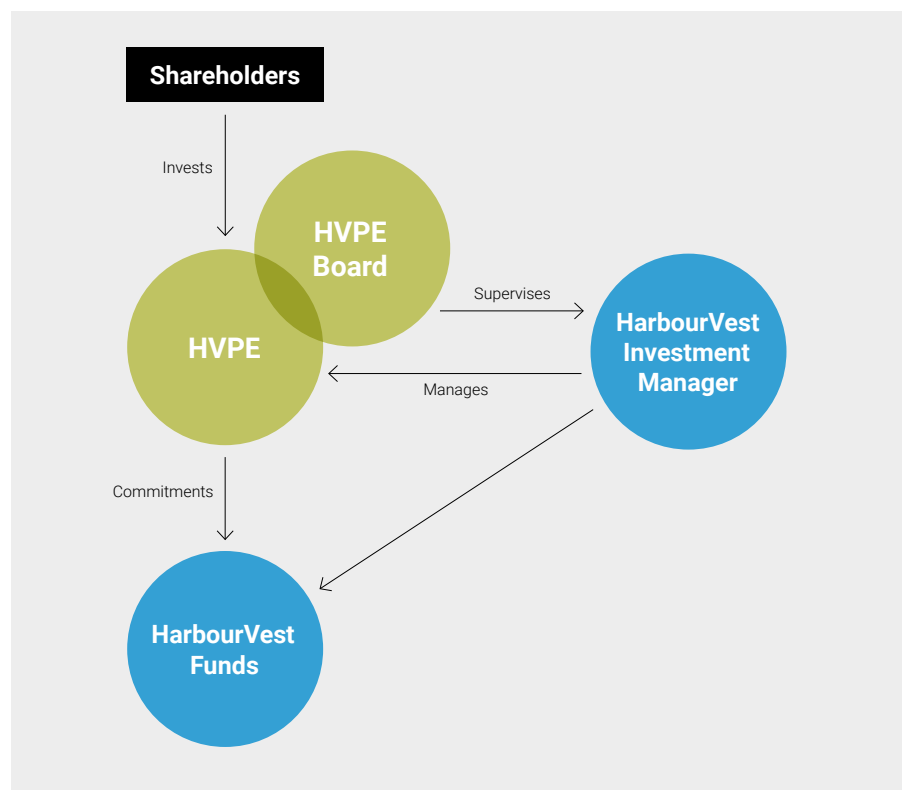 Shareholders
Invests
HVPE
Board
Supervises
HarbourVest
Investment
Manager
HVPE
Manages
Commitments
HarbourVest
Funds